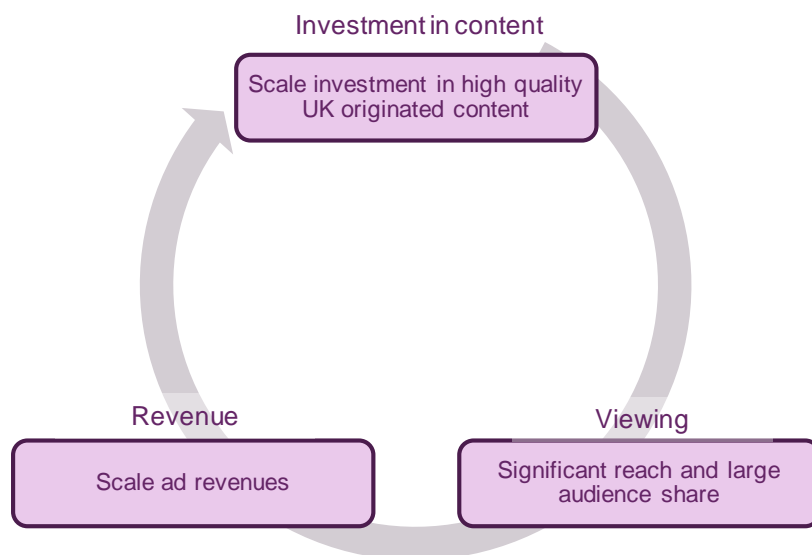 Investment in content
Scale investment in high quality
UK originated content
Revenue
Viewing
Scale ad revenues
Significant reach and large
audience share